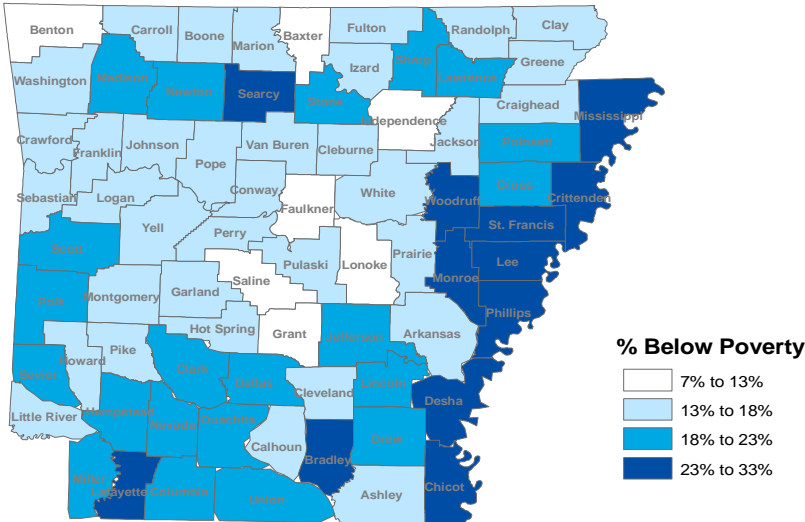 Benton
Carroll
Boone
Marion
Baxter
Fulton
Randolph
Clay
Washington
Madison
Newton
Searcy
Stone
Izard
Sharp
Lawrence
Greene
Independence
Craighead
Mississippi
Crawford
Franklin
Johnson
Pope
Van Buren
Cleburne
Jackson
Poinsett
Sebastian
Logan
Conway
Faulkner
White
Woodruff
Cross
Crittenden
Scott
Yell
Perry
Pulaski
Lonoke
Prairie
Monroe
St. Francis
Lee
Polk
Montgomery
Garland
Saline
Hot Spring
Grant
Jefferson
Arkansas
Phillips
Sevier
Howard
Pike
Clark
Dallas
Cleveland
Lincoln
Desha
Little River
Hempstead
Nevada
Ouachita
Calhoun
Bradley
Drew
Miller
Lafayette
Columbia
Union
Ashley
Chicot
% Below Poverty
7% to 13%
13% to 18%
18% to 23%
23% to 33%